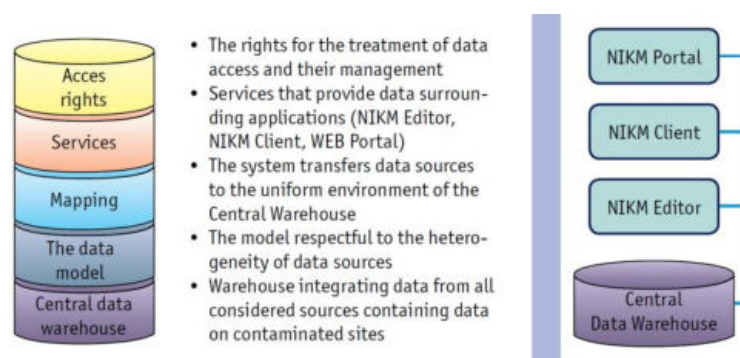 Acces
rights
Services
Mapping
The data
model
Central data
warehouse
• The rights for the treatment of data
access and their management
• Services that provide data surroun-
ding applications (NIKM Editor,
NIKM Client, WEB Portal)
• The system transfers data sources
to the uniform environment of the
Central Warehouse
• The model respectful to the hetero-
geneity of data sources
• Warehouse integrating data from all
considered sources containing data
on contaminated sites
NIKM Portal
NIKM Client
NIKM Editor
Central
Data Warehouse